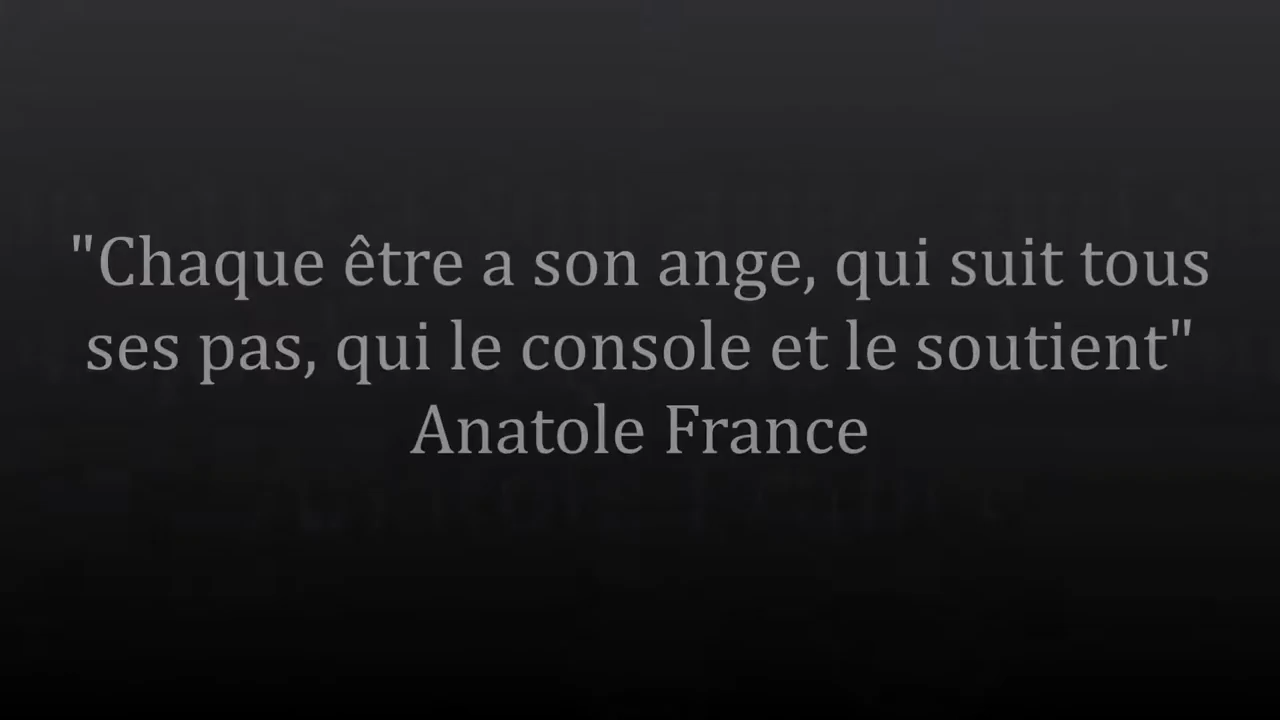 "Chaque être a son ange, qui suit tous
ses pas, qui le console et le soutient"
Anatole France